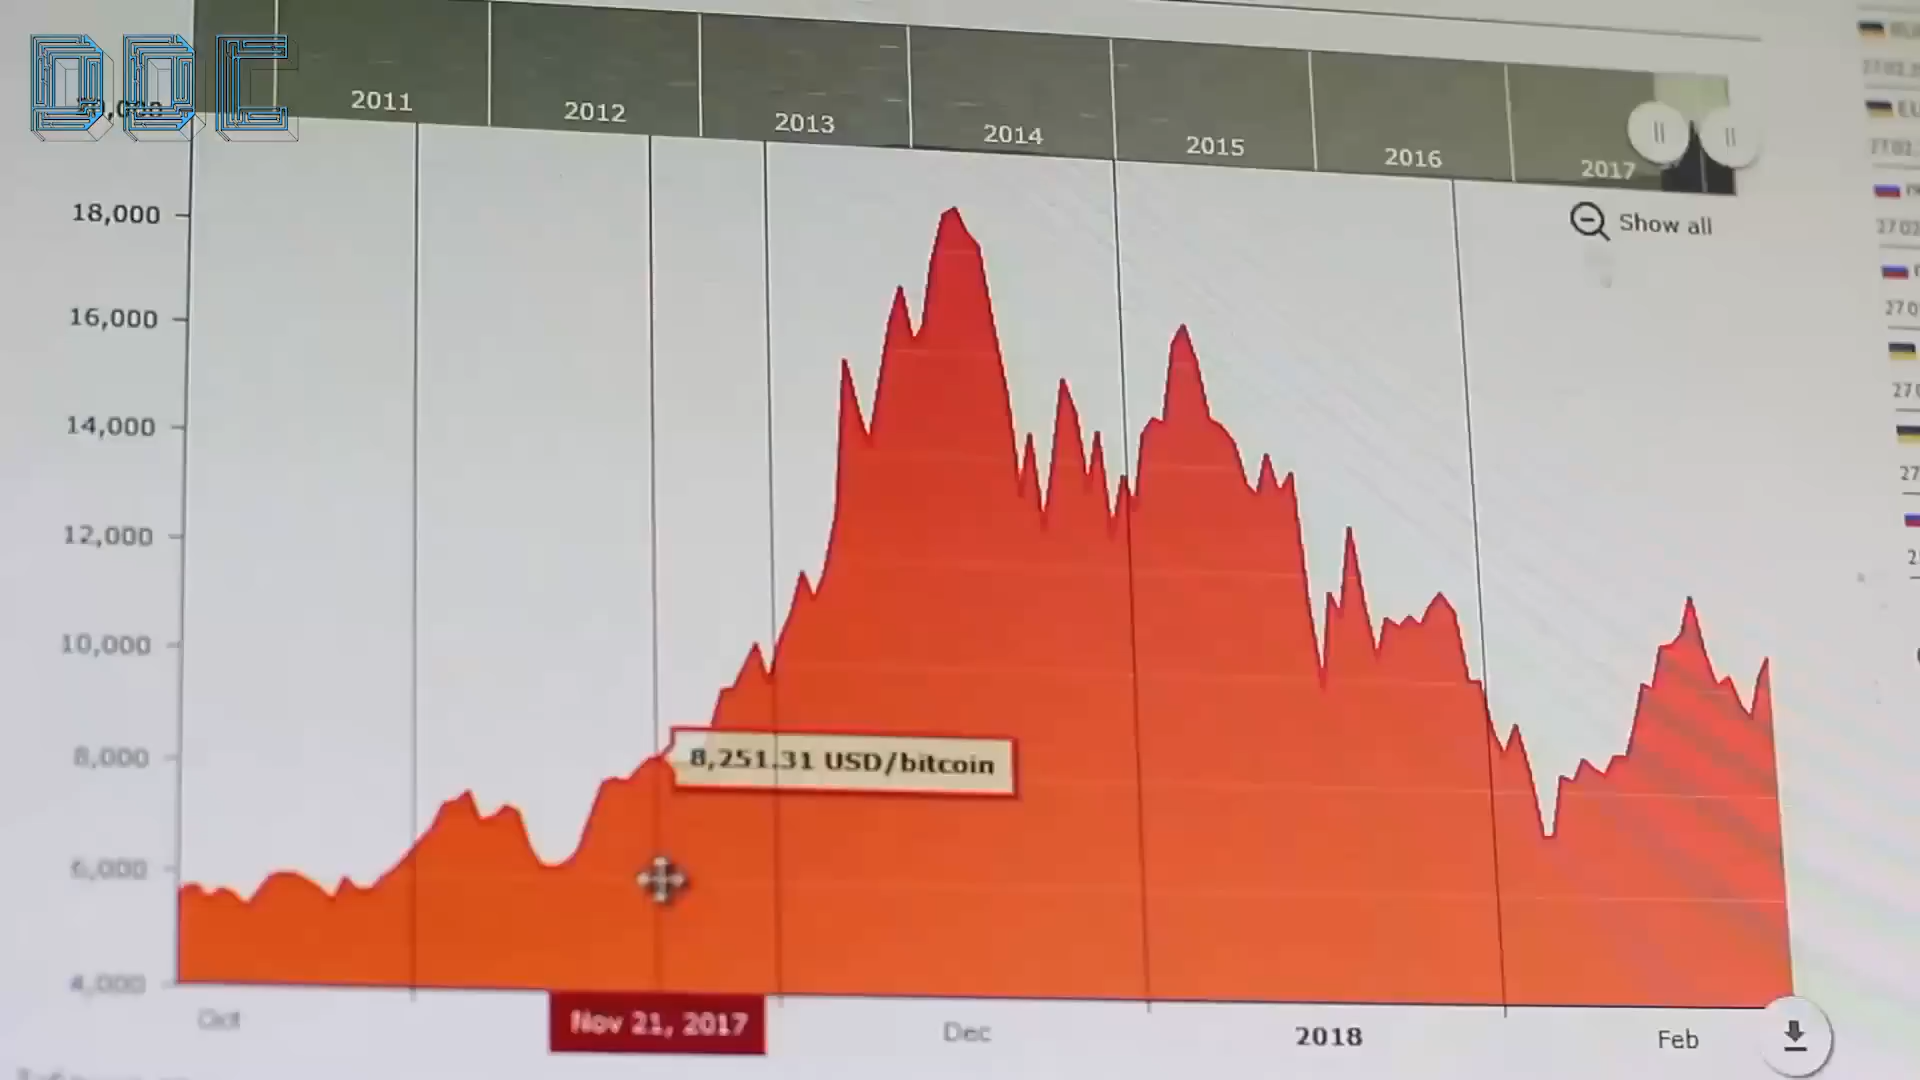 DDC
2011
2012
2013
2014
2015
2016
2017
18,000
Show all
16,000
14,000
12,000
10,000
8,000
8,251.31 USD/bitcoin
6,000
4,000
Oct
Nov 21, 2017
Dec
2018
Feb